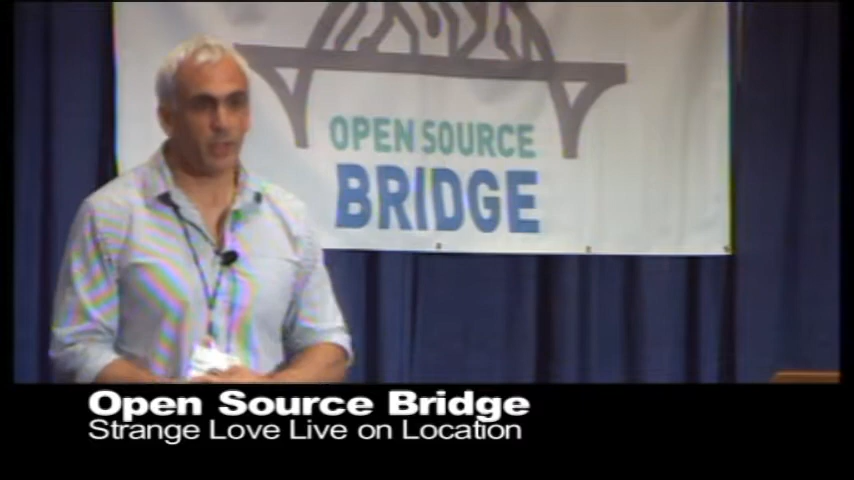 OPEN SOURCE
BRIDGE
Open Source Bridge
Strange Love Live on Location